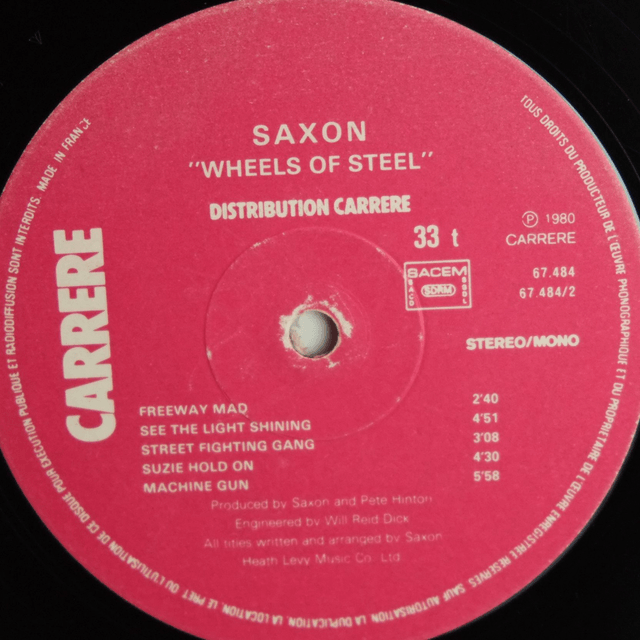 SAXON
"WHEELS OF STEEL"
DISTRIBUTION CARRERE
33 t
Ⓟ 1980
CARRERE
SACEM
SACD
SDRM
SGDL
67.484
67.484/2
STEREO/MONO
CARRERE
FREEWAY MAD 2'40
SEE THE LIGHT SHINING 4'51
STREET FIGHTING GANG 3'08
SUZIE HOLD ON 4'30
MACHINE GUN 5'58
Produced by Saxon and Pete Hinton
Engineered by Will Reid Dick
All titles written and arranged by Saxon
Heath Levy Music Co. Ltd.
TOUS DROITS DU PRODUCTEUR DE L'ŒUVRE PHONOGRAPHIQUE ET DU PROPRIETAIRE DE L'ŒUVRE ENREGISTREE RESERVES. SAUF AUTORISATION LA DUPLICATION, LA LOCATION, LE PRET OU L'UTILISATION DE CE DISQUE POUR EXECUTION PUBLIQUE ET RADIODIFFUSION SONT INTERDITS. MADE IN FRANCE